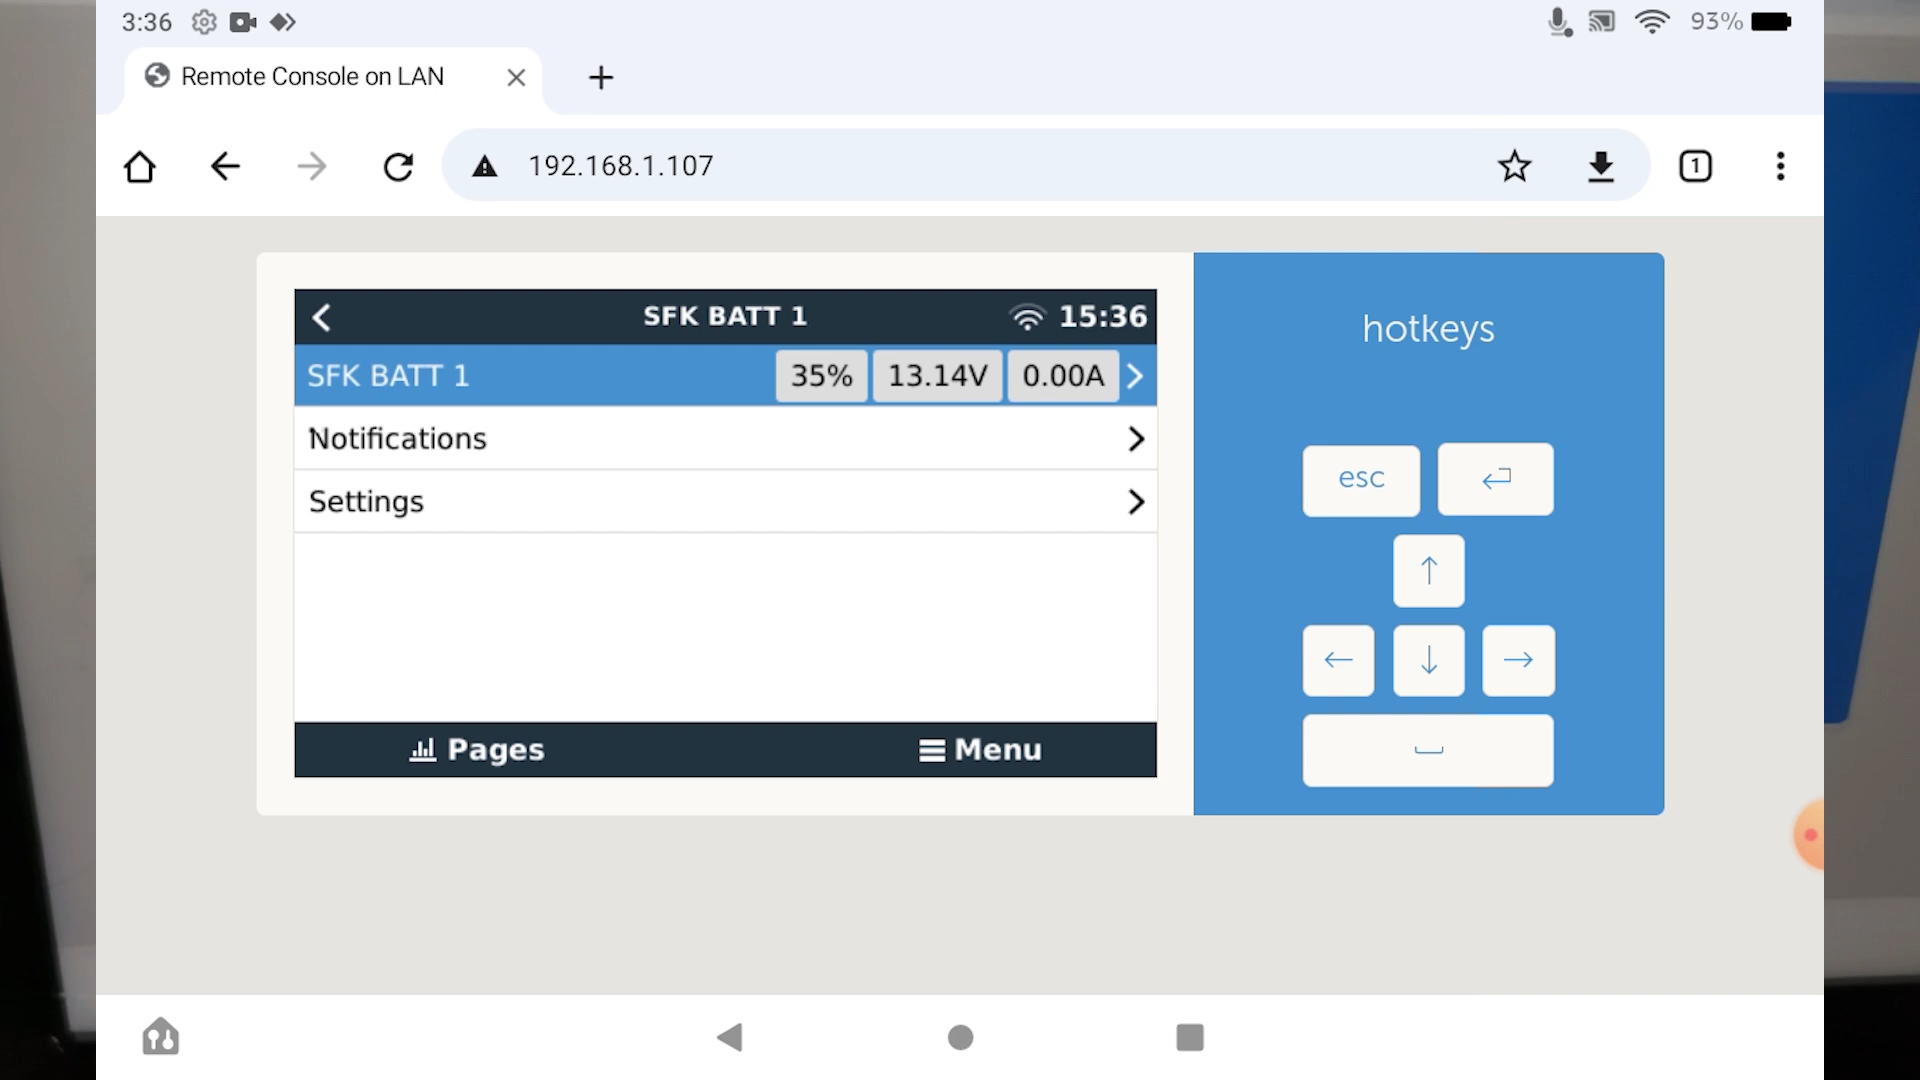 3:36
93%
Remote Console on LAN
192.168.1.107
1
SFK BATT 1
15:36
SFK BATT 1 35% 13.14V 0.00A
Notifications
Settings
Pages
Menu
hotkeys
esc